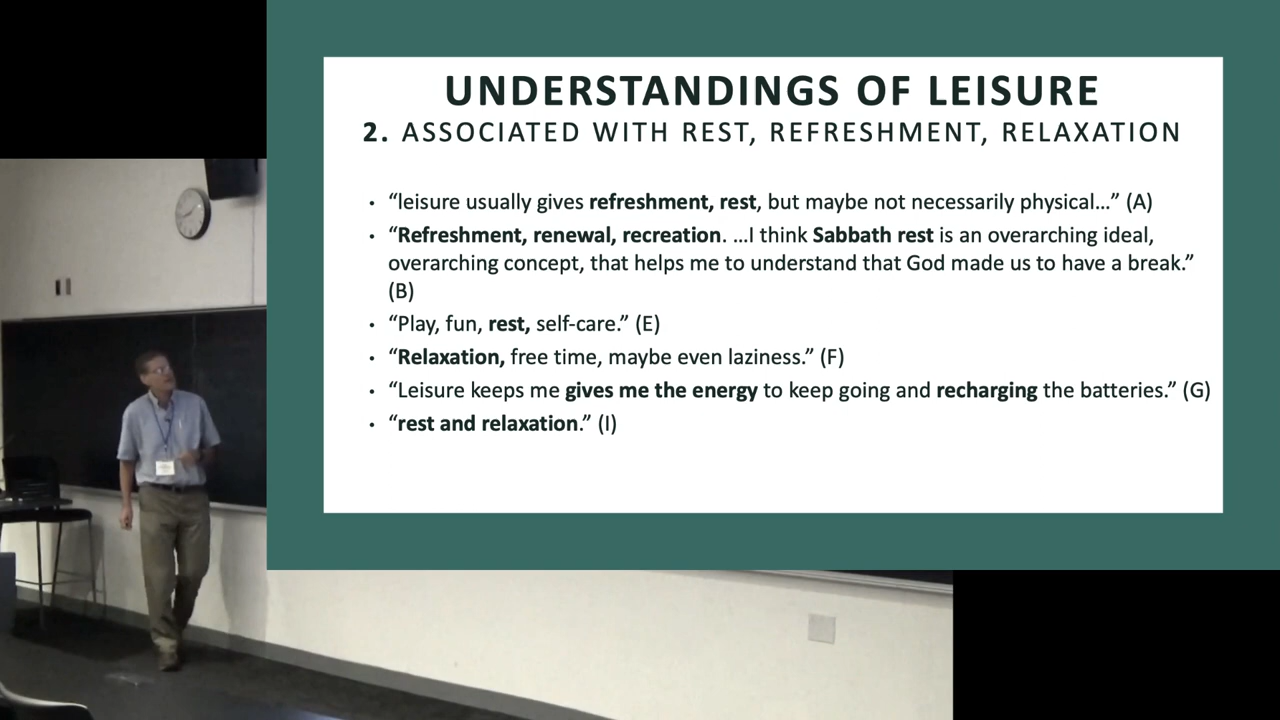 UNDERSTANDINGS OF LEISURE
2. ASSOCIATED WITH REST, REFRESHMENT, RELAXATION
• “leisure usually gives refreshment, rest, but maybe not necessarily physical…” (A)
• “Refreshment, renewal, recreation. …I think Sabbath rest is an overarching ideal,
overarching concept, that helps me to understand that God made us to have a break.”
(B)
• “Play, fun, rest, self-care.” (E)
• “Relaxation, free time, maybe even laziness.” (F)
• “Leisure keeps me gives me the energy to keep going and recharging the batteries.” (G)
• “rest and relaxation.” (I)